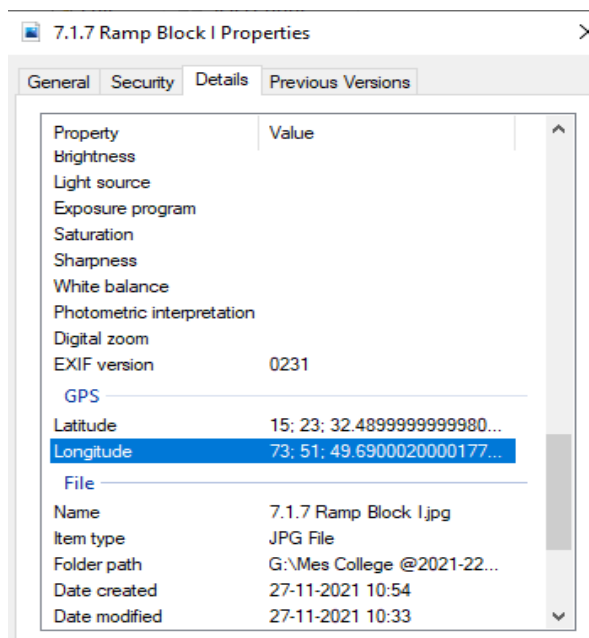 7.1.7 Ramp Block I Properties
General Security Details Previous Versions
Property Value
Brightness
Light source
Exposure program
Saturation
Sharpness
White balance
Photometric interpretation
Digital zoom
EXIF version 0231
GPS
Latitude 15; 23; 32.4899999999980...
Longitude 73; 51; 49.6900020000177...
File
Name 7.1.7 Ramp Block I.jpg
Item type JPG File
Folder path G:\Mes College @2021-22...
Date created 27-11-2021 10:54
Date modified 27-11-2021 10:33